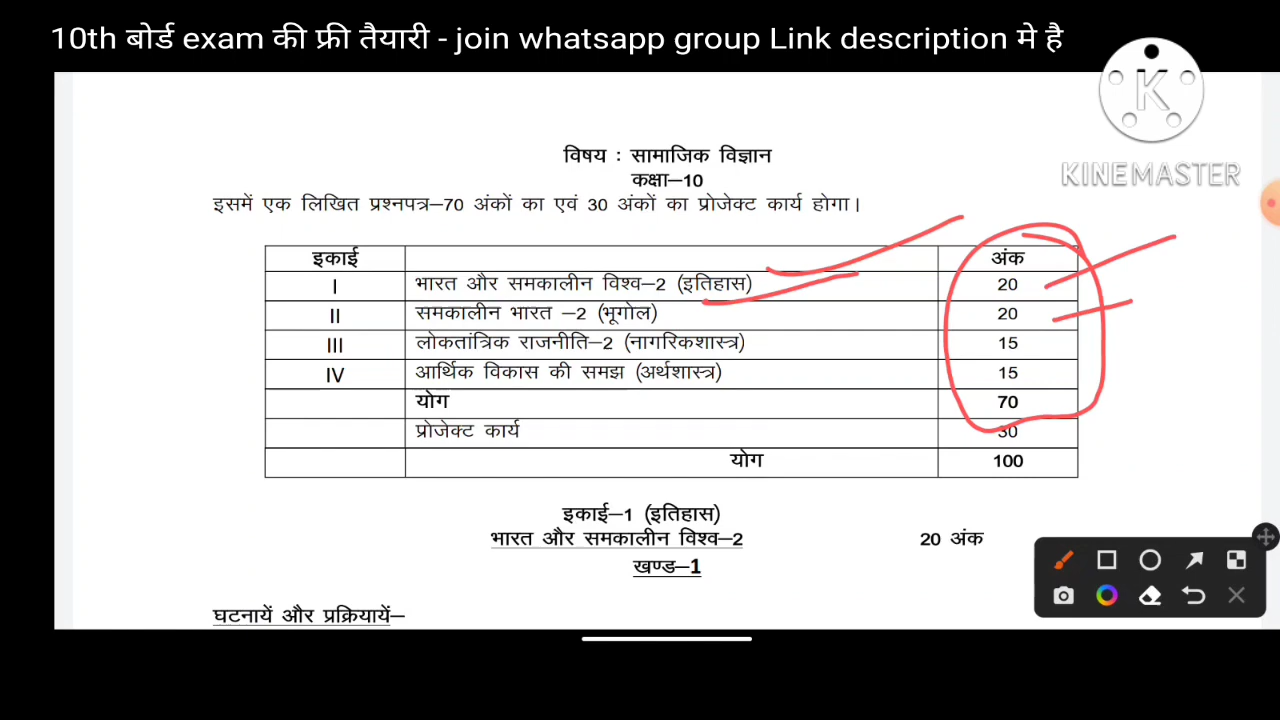 10th बोर्ड exam की फ्री तैयारी - join whatsapp group Link description मे है
K
KINEMASTER
विषय : सामाजिक विज्ञान
कक्षा–10
इसमें एक लिखित प्रश्नपत्र–70 अंकों का एवं 30 अंकों का प्रोजेक्ट कार्य होगा।
इकाई अंक
I भारत और समकालीन विश्व–2 (इतिहास) 20
II समकालीन भारत –2 (भूगोल) 20
III लोकतांत्रिक राजनीति–2 (नागरिकशास्त्र) 15
IV आर्थिक विकास की समझ (अर्थशास्त्र) 15
योग 70
प्रोजेक्ट कार्य 30
योग 100
इकाई–1 (इतिहास)
भारत और समकालीन विश्व–2 20 अंक
खण्ड–1
घटनायें और प्रक्रियायें–